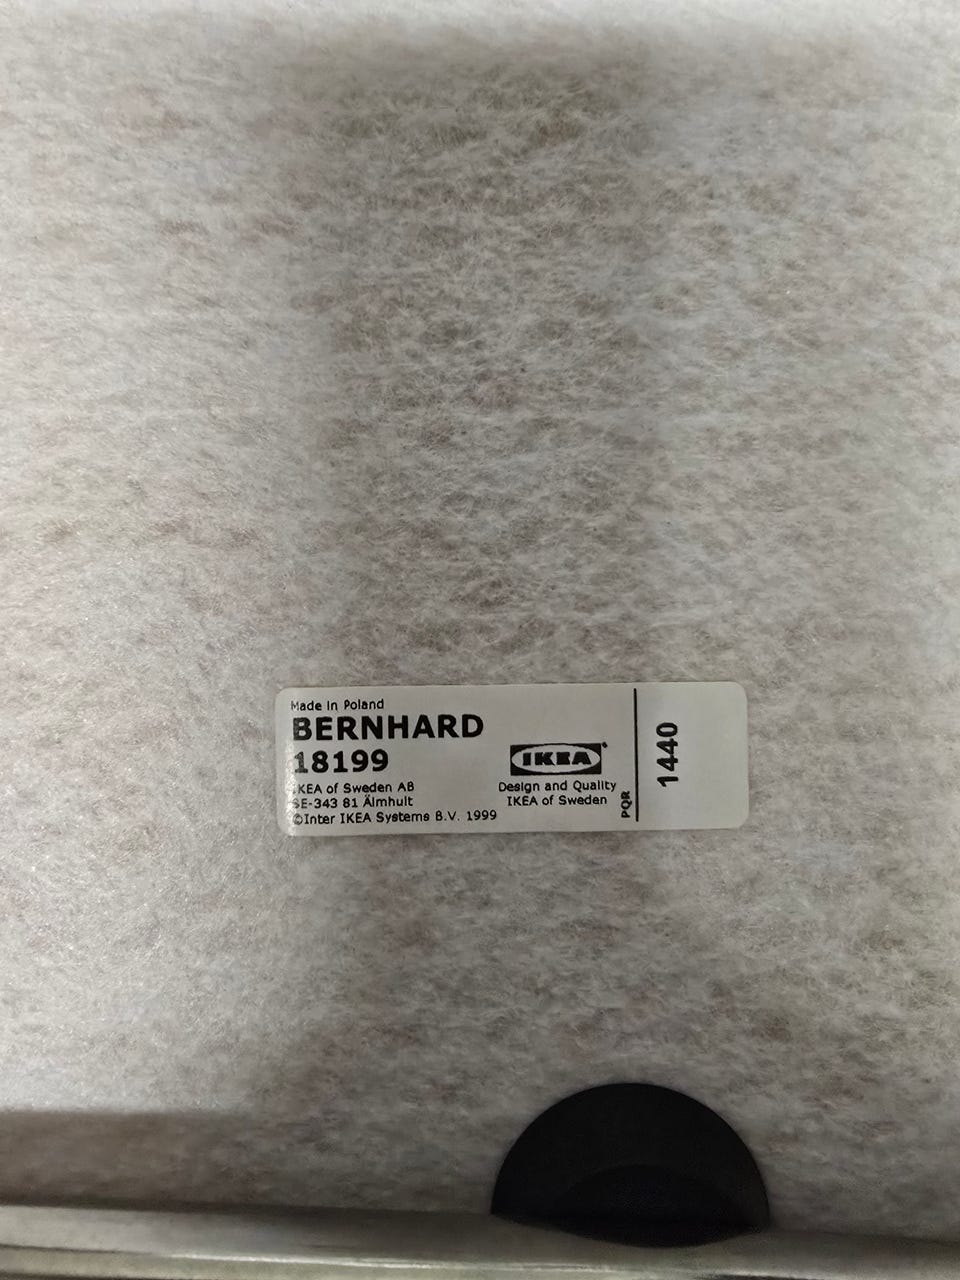 Made in Poland
BERNHARD
18199
IKEA of Sweden AB
SE-343 81 Älmhult
©Inter IKEA Systems B.V. 1999
IKEA
Design and Quality
IKEA of Sweden
PQR
1440